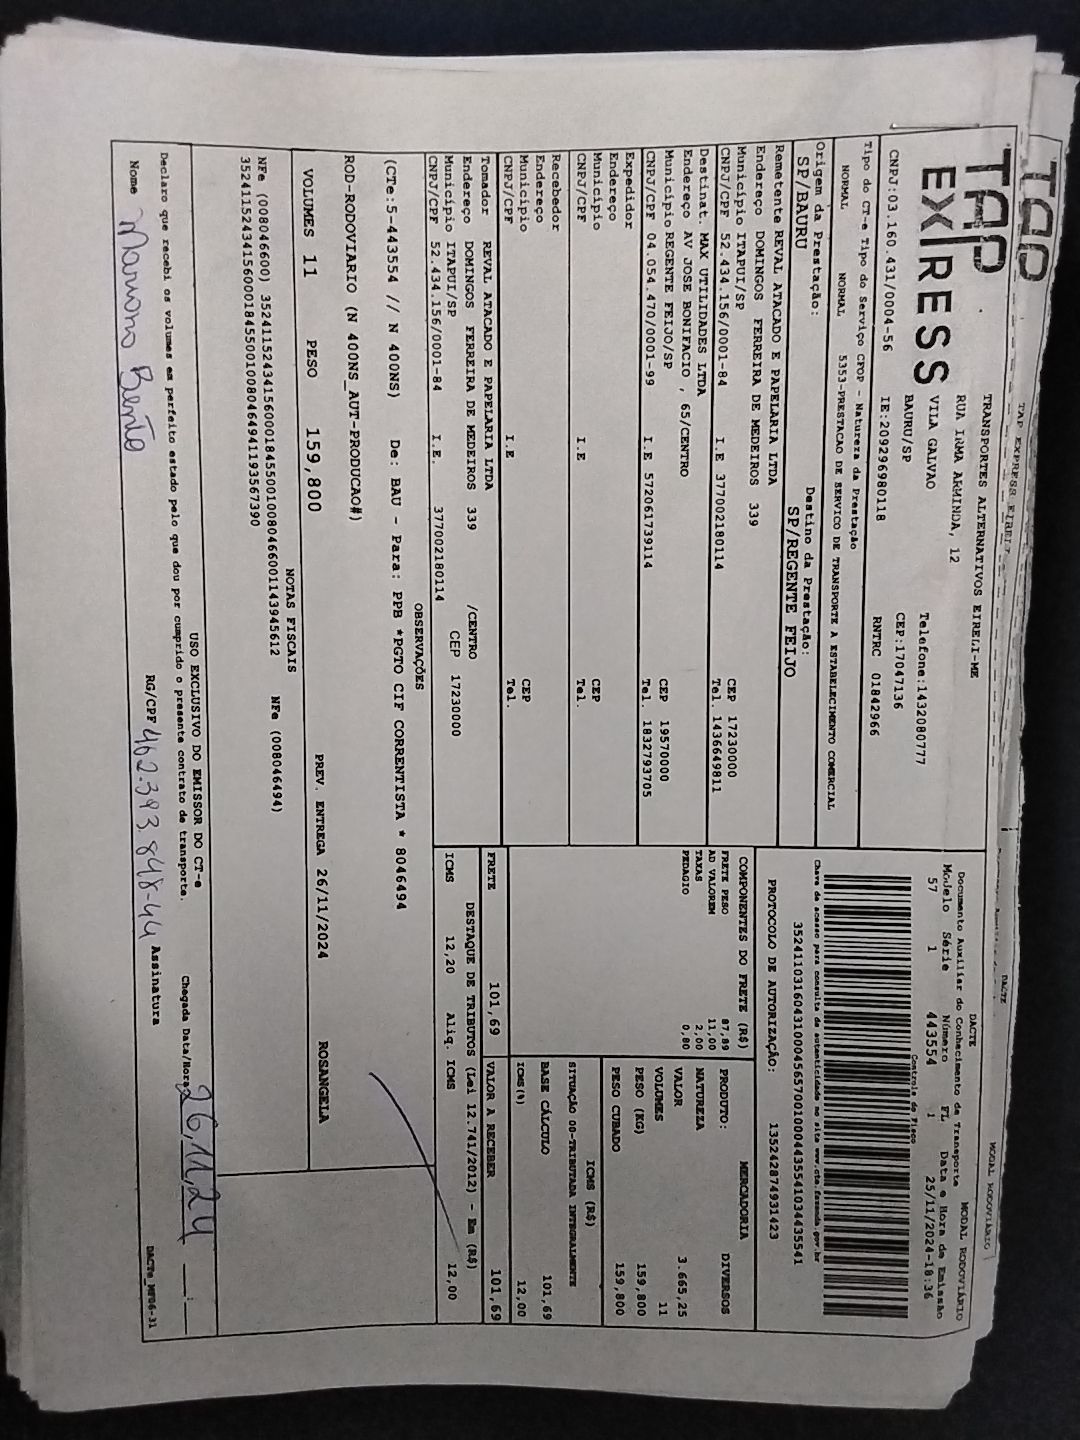 TAP
EXPRESS
TRANSPORTES ALTERNATIVOS EIRELI-ME
RUA IRMA ARMINDA, 12
VILA GALVAO
BAURU/SP
Telefone:1432080777
CEP:17047136
CNPJ:03.160.431/0004-56
IE:209296980118
RNTRC 01842966
Tipo do CT-e Tipo do Serviço CFOP - Natureza da Prestação
NORMAL NORMAL 5353-PRESTACAO DE SERVICO DE TRANSPORTE A ESTABELECIMENTO COMERCIAL
Origem da Prestação: Destino da Prestação:
SP/BAURU SP/REGENTE FEIJO
Remetente REVAL ATACADO E PAPELARIA LTDA
Endereço DOMINGOS FERREIRA DE MEDEIROS 339
Município ITAPUI/SP CEP 17230000
CNPJ/CPF 52.434.156/0001-84 I.E 377002180114 Tel. 1436649811
Destinat. MAX UTILIDADES LTDA
Endereço AV JOSE BONIFACIO , 65/CENTRO
Município REGENTE FEIJO/SP CEP 19570000
CNPJ/CPF 04.054.470/0001-99 I.E 572061739114 Tel. 1832793705
Expedidor
Endereço
Município CEP
CNPJ/CPF I.E Tel.
Recebedor
Endereço
Município CEP
CNPJ/CPF I.E Tel.
Tomador REVAL ATACADO E PAPELARIA LTDA
Endereço DOMINGOS FERREIRA DE MEDEIROS 339 /CENTRO
Município ITAPUI/SP CEP 17230000
CNPJ/CPF 52.434.156/0001-84 I.E. 377002180114
DACTE MODAL RODOVIÁRIO
Documento Auxiliar do Conhecimento de Transporte
Modelo Série Número FL Data e Hora de Emissão
57 1 443554 1 25/11/2024-18:36
Controle do Fisco
Chave de acesso para consulta de autenticidade no site www.cte.fazenda.gov.br
35241103160431000456570010004435541034435541
PROTOCOLO DE AUTORIZAÇÃO: 135242874931423
COMPONENTES DO FRETE (R$)
FRETE PESO 87,89
AD VALOREM 11,00
TAXAS 2,00
PEDAGIO 0,80
MERCADORIA
PRODUTO: DIVERSOS
NATUREZA
VALOR 3.665,25
VOLUMES 11
PESO (KG) 159,800
PESO CUBADO 159,800
ICMS (R$)
SITUAÇÃO 00-TRIBUTADA INTEGRALMENTE
BASE CÁLCULO 101,69
ICMS(%) 12,00
FRETE 101,69 VALOR A RECEBER 101,69
DESTAQUE DE TRIBUTOS (Lei 12.741/2012) - Em (R$)
ICMS 12,20 Alíq. ICMS 12,00
OBSERVAÇÕES
(CTe:5-443554 // N 400NS) De: BAU - Para: PPB *PGTO CIF CORRENTISTA * 8046494
ROD-RODOVIARIO (N 400NS_AUT-PRODUCAO#)
VOLUMES 11 PESO 159,800 PREV. ENTREGA 26/11/2024 ROSANGELA
NOTAS FISCAIS
NFe (008046600) 35241152434156000184550010080466001143945612 NFe (008046494)
35241152434156000184550010080464941193567390
USO EXCLUSIVO DO EMISSOR DO CT-e
Declaro que recebi os volumes em perfeito estado pelo que dou por cumprido o presente contrato de transporte. Chegada Data/Hora 26,11,24 :
Nome Mariana Bento RG/CPF 462.393.848-44 Assinatura
DACTe_MF06-31